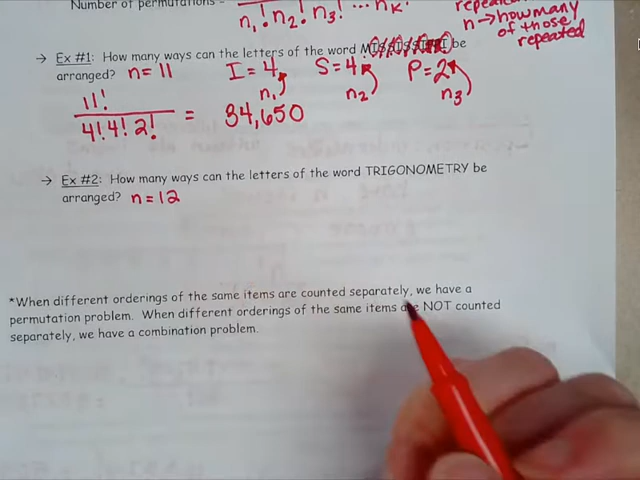 Number of permutations =
n₁! n₂! n₃! ... nₖ!
n→how many
of those
repeated
→ Ex #1: How many ways can the letters of the word MISSISSIPPI be
arranged? n=11 I=4 S=4 P=2
n₁ n₂ n₃
11!
4!4!2! = 34,650
→ Ex #2: How many ways can the letters of the word TRIGONOMETRY be
arranged? n=12
*When different orderings of the same items are counted separately, we have a
permutation problem. When different orderings of the same items are NOT counted
separately, we have a combination problem.